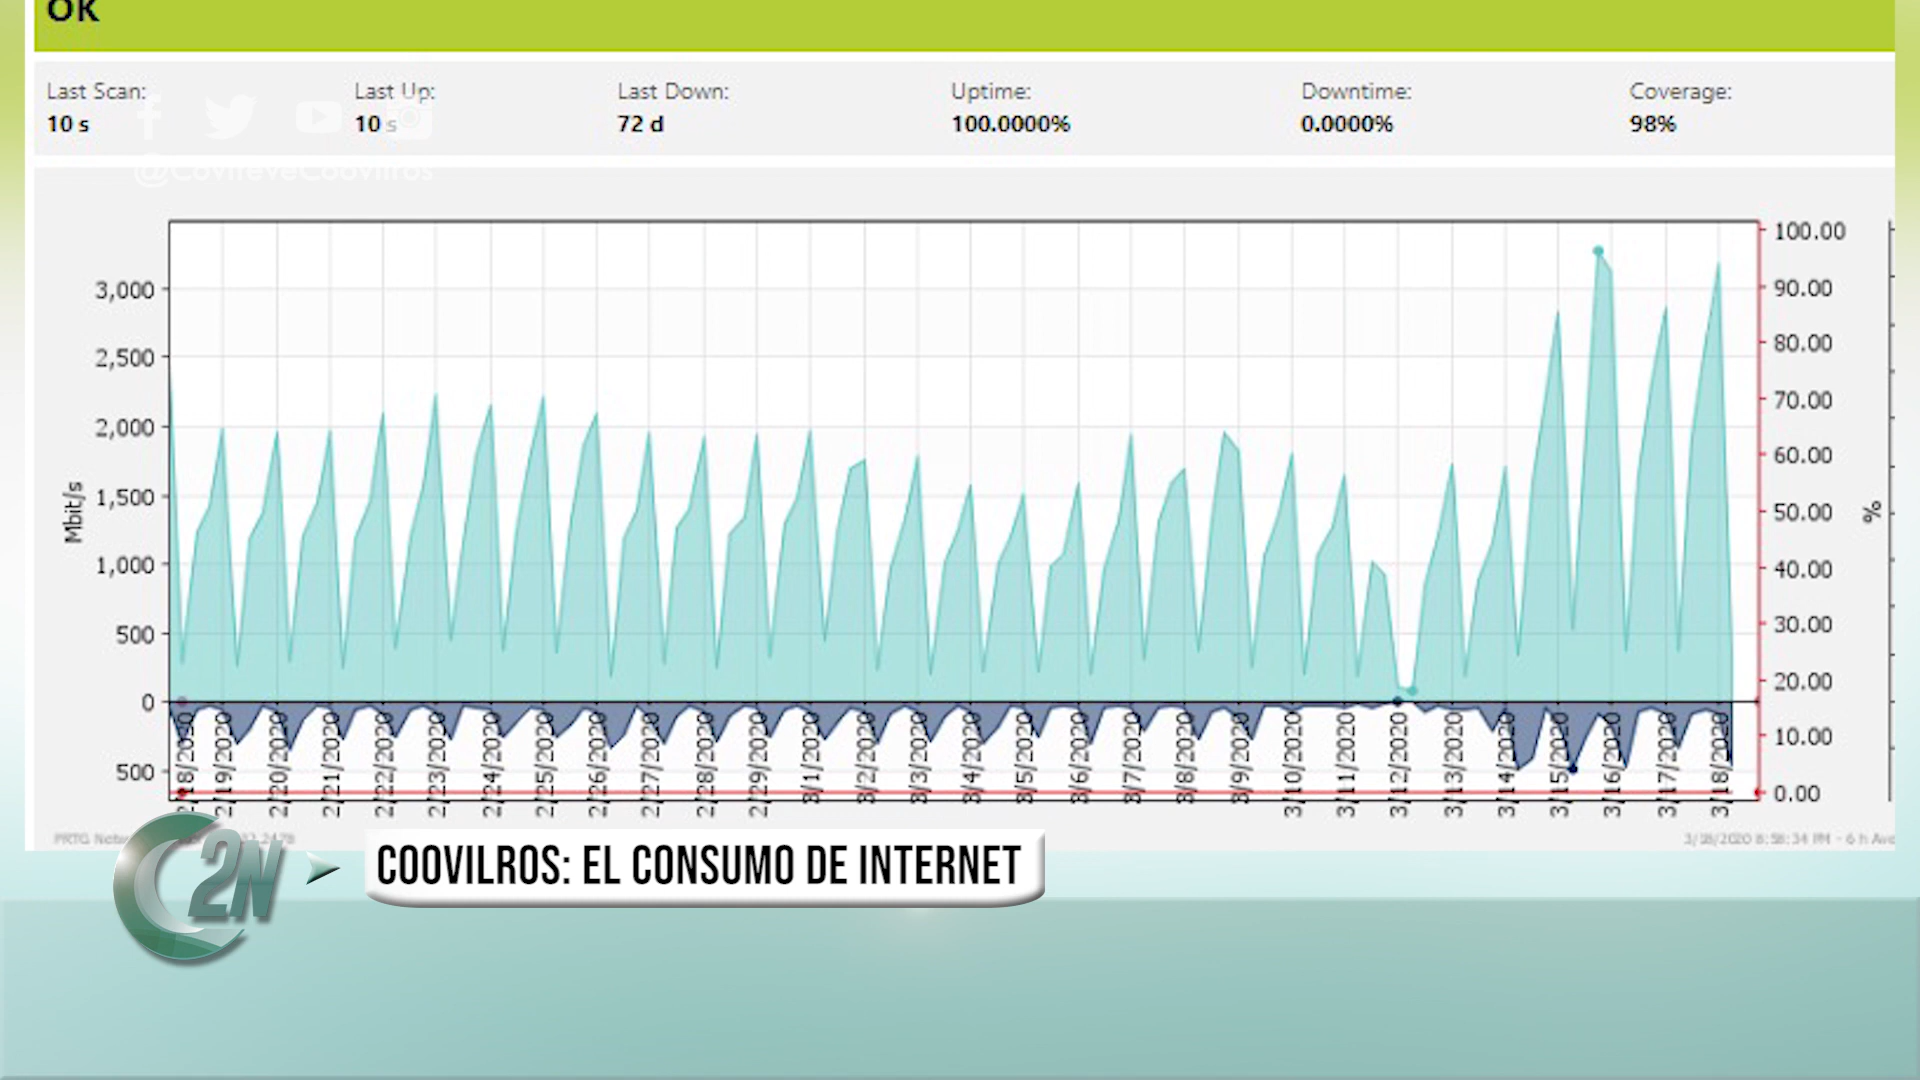 OK
Last Scan: Last Up: Last Down: Uptime: Downtime: Coverage:
10 s 10 s 72 d 100.0000% 0.0000% 98%
@CovireveCoovilros
3,000
2,500
2,000
1,500
1,000
500
0
500
Mbit/s
100.00
90.00
80.00
70.00
60.00
50.00
40.00
30.00
20.00
10.00
0.00
%
2/18/2020 2/19/2020 2/20/2020 2/21/2020 2/22/2020 2/23/2020 2/24/2020 2/25/2020 2/26/2020 2/27/2020 2/28/2020 2/29/2020 3/1/2020 3/2/2020 3/3/2020 3/4/2020 3/5/2020 3/6/2020 3/7/2020 3/8/2020 3/9/2020 3/10/2020 3/11/2020 3/12/2020 3/13/2020 3/14/2020 3/15/2020 3/16/2020 3/17/2020 3/18/2020
PRTG 3/18/2020 8:58:34 PM - 6 h
C2N
COOVILROS: EL CONSUMO DE INTERNET